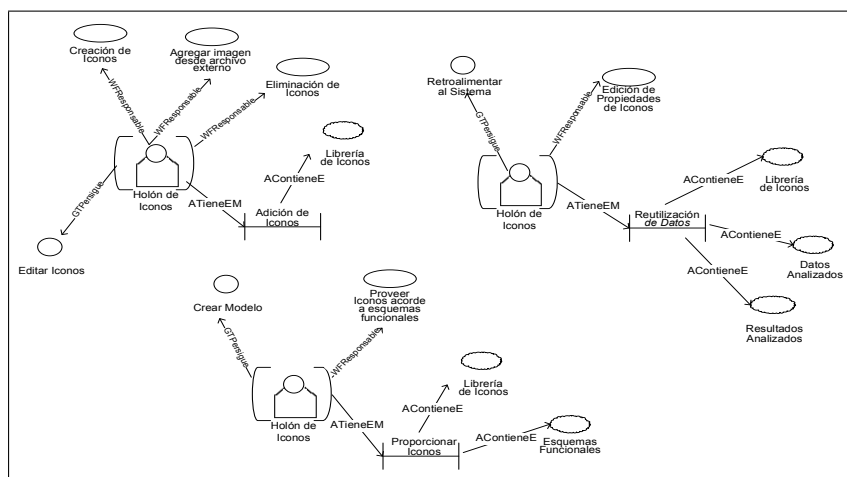 Creación de
Iconos
Agregar imagen
desde archivo
externo
Eliminación de
Iconos
WFResponsable
WFResponsable
WFResponsable
Librería
de Iconos
GTPersigue
Holón de
Iconos
AContieneE
ATieneEM
Adición de
Iconos
Editar Iconos
Retroalimentar
al Sistema
Edición de
Propiedades
de Iconos
GTPersigue
WFResponsable
Holón de
Iconos
ATieneEM
Reutilización
de Datos
AContieneE
Librería
de Iconos
AContieneE
Datos
Analizados
AContieneE
Resultados
Analizados
Crear Modelo
Proveer
Iconos acorde
a esquemas
funcionales
GTPersigue
WFResponsable
Holón de
Iconos
ATieneEM
Librería
de Iconos
AContieneE
Proporcionar
Iconos
AContieneE
Esquemas
Funcionales